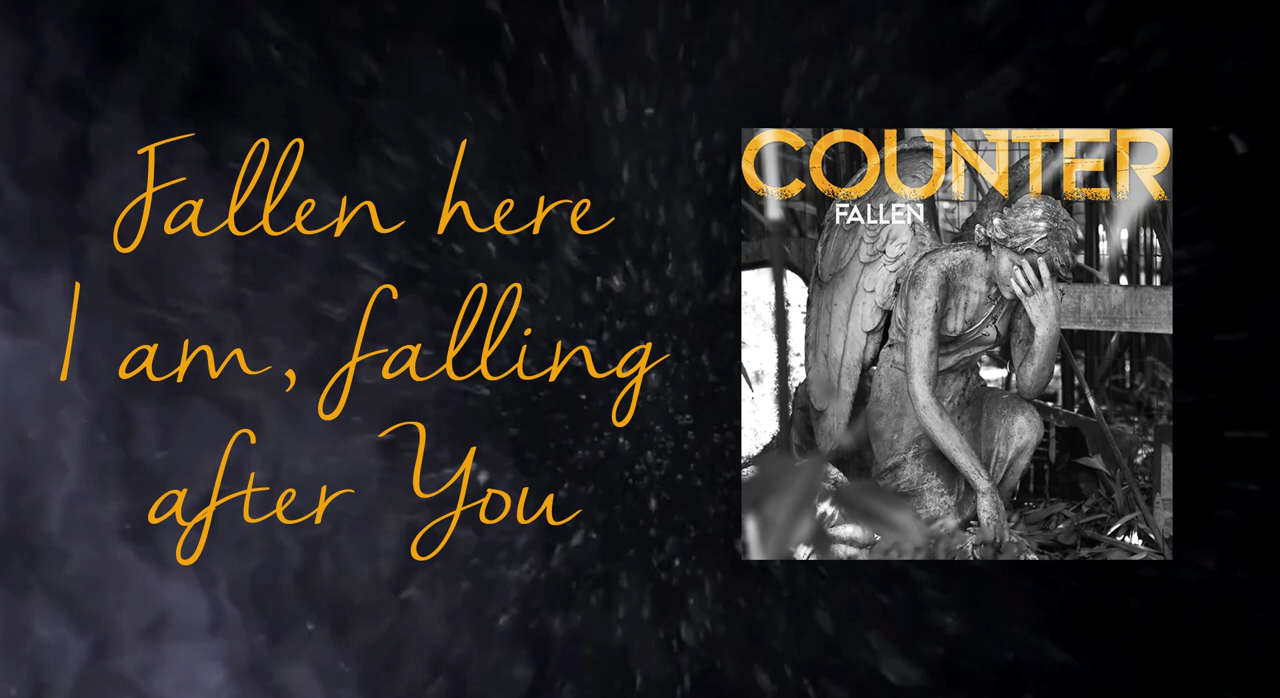 Fallen here
I am, falling
after You
COUNTER
FALLEN